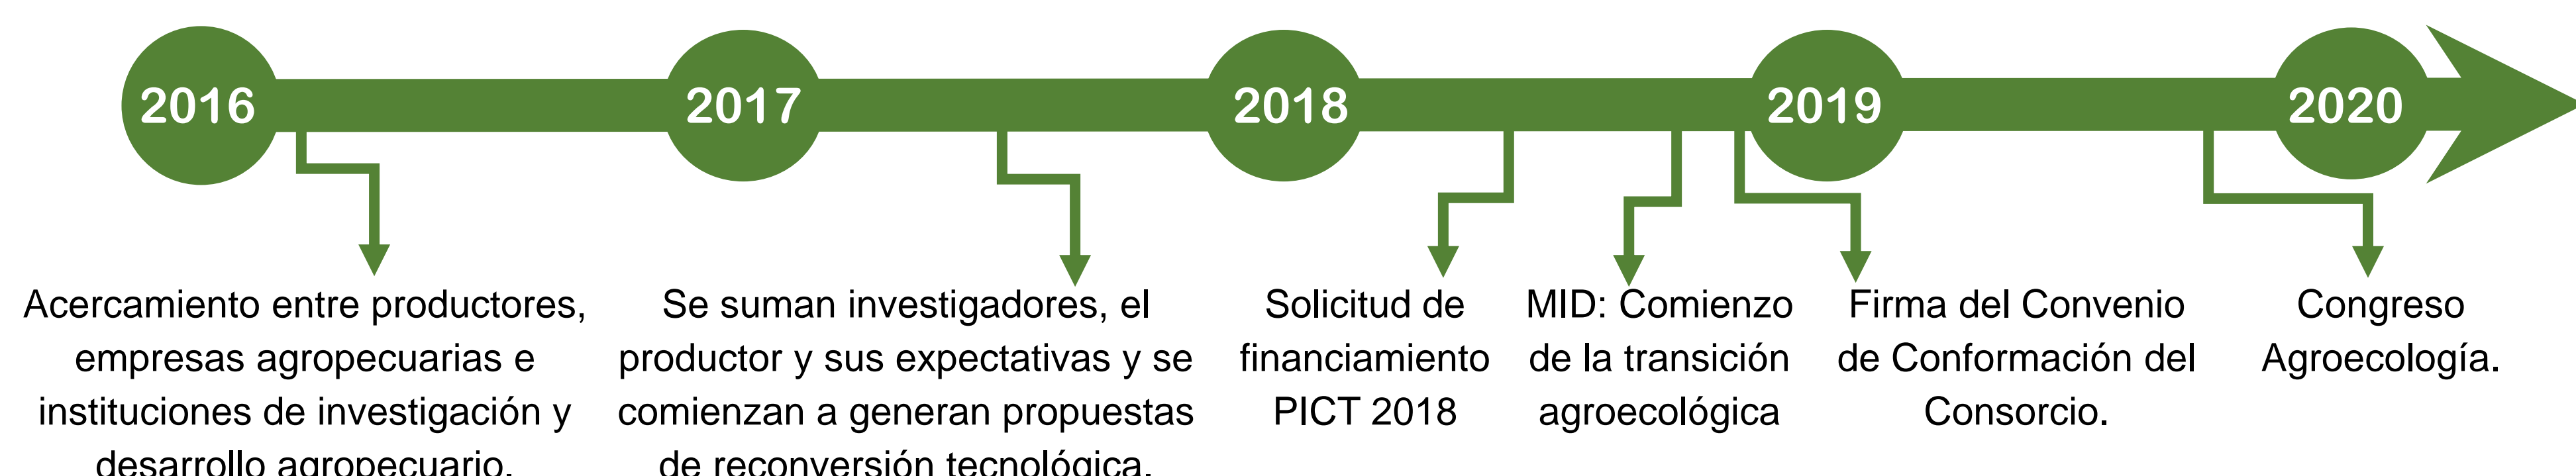 2016
2017
2018
2019
2020
Acercamiento entre productores,
empresas agropecuarias e
instituciones de investigación y
desarrollo agropecuario.
Se suman investigadores, el
productor y sus expectativas y se
comienzan a generan propuestas
de reconversión tecnológica.
Solicitud de
financiamiento
PICT 2018
MID: Comienzo
de la transición
agroecológica
Firma del Convenio
de Conformación del
Consorcio.
Congreso
Agroecología.